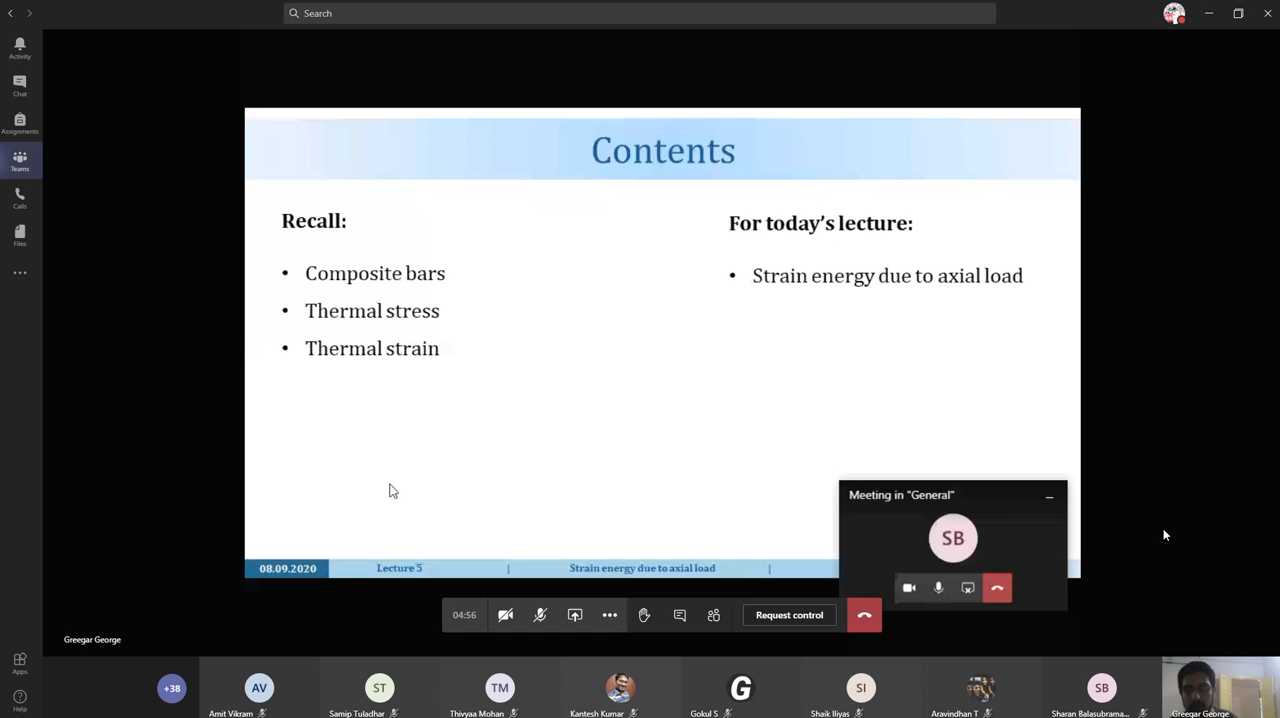 Search
Activity
Chat
Assignments
Teams
Calls
Files
Apps
Help
Contents
Recall:
• Composite bars
• Thermal stress
• Thermal strain
For today's lecture:
• Strain energy due to axial load
Meeting in "General"
SB
08.09.2020 Lecture 5 | Strain energy due to axial load |
04:56 Request control
Greegar George
+38 AV ST TM G SI SB
Amit Vikram Samip Tuladhar Thivyaa Mohan Kantesh Kumar Gokul S Shaik Iliyas Aravindhan T Sharan Balasubrama... Greegar George